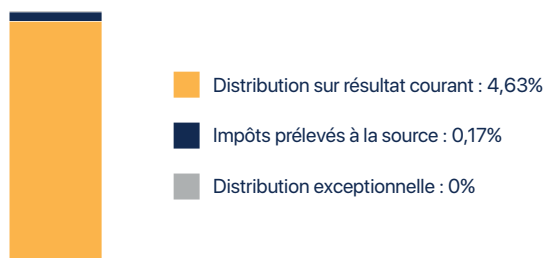 Distribution sur résultat courant : 4,63%
Impôts prélevés à la source : 0,17%
Distribution exceptionnelle : 0%